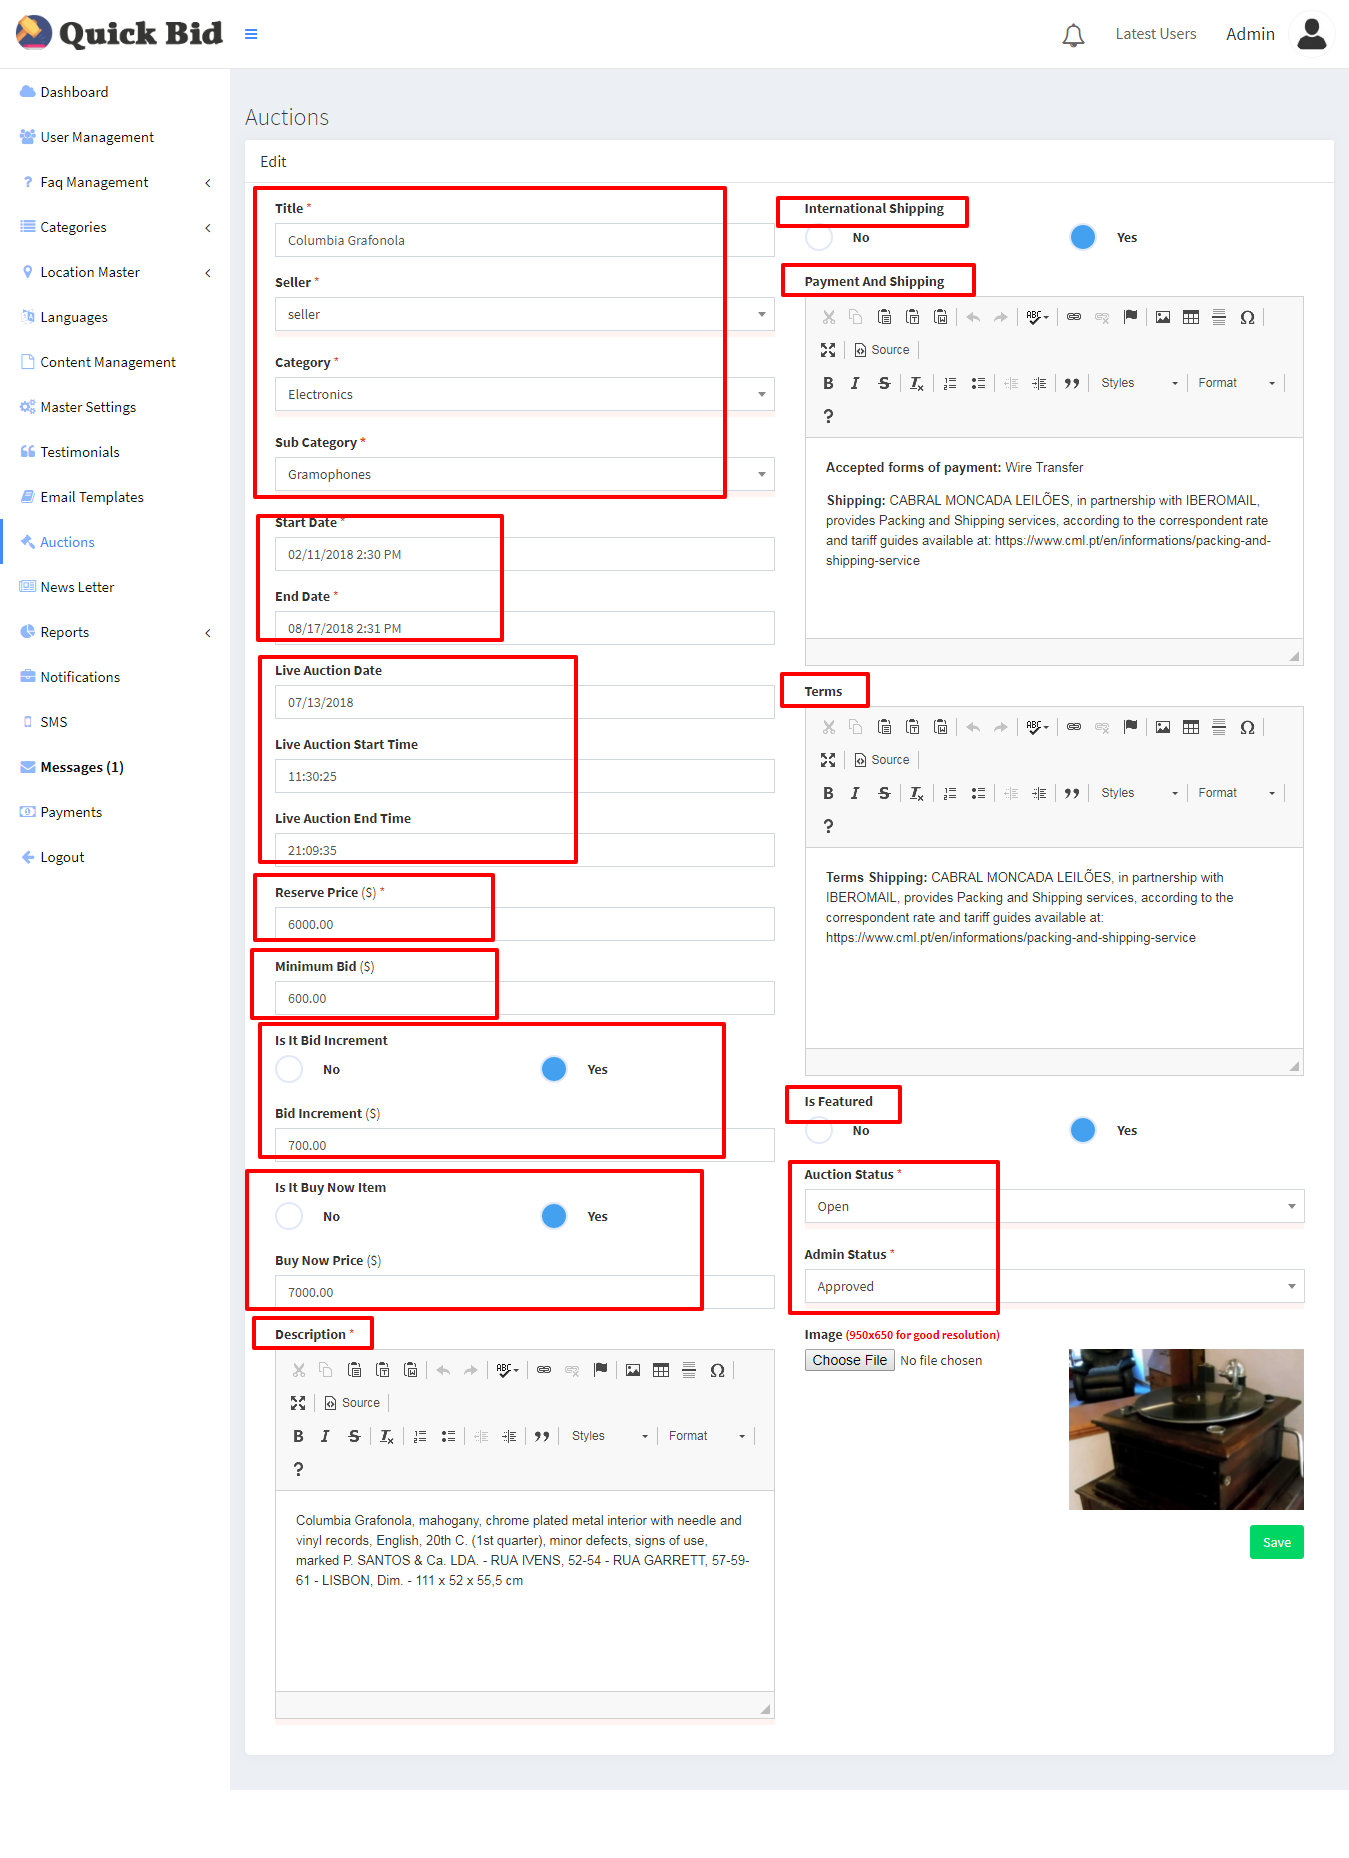 Quick Bid
Latest Users
Admin
Dashboard
User Management
Faq Management
Categories
Location Master
Languages
Content Management
Master Settings
Testimonials
Email Templates
Auctions
News Letter
Reports
Notifications
SMS
Messages (1)
Payments
Logout
Auctions
Edit
Title *
Columbia Grafonola
Seller *
seller
Category *
Electronics
Sub Category *
Gramophones
Start Date *
02/11/2018 2:30 PM
End Date *
08/17/2018 2:31 PM
Live Auction Date
07/13/2018
Live Auction Start Time
11:30:25
Live Auction End Time
21:09:35
Reserve Price ($) *
6000.00
Minimum Bid ($)
600.00
Is It Bid Increment
No
Yes
Bid Increment ($)
700.00
Is It Buy Now Item
No
Yes
Buy Now Price ($)
7000.00
Description *
Source
Styles
Format
Columbia Grafonola, mahogany, chrome plated metal interior with needle and
vinyl records, English, 20th C. (1st quarter), minor defects, signs of use,
marked P. SANTOS & Ca. LDA. - RUA IVENS, 52-54 - RUA GARRETT, 57-59-
61 - LISBON, Dim. - 111 x 52 x 55,5 cm
International Shipping
No
Yes
Payment And Shipping
Source
Styles
Format
Accepted forms of payment: Wire Transfer
Shipping: CABRAL MONCADA LEILÕES, in partnership with IBEROMAIL,
provides Packing and Shipping services, according to the correspondent rate
and tariff guides available at: https://www.cml.pt/en/informations/packing-and-
shipping-service
Terms
Source
Styles
Format
Terms Shipping: CABRAL MONCADA LEILÕES, in partnership with
IBEROMAIL, provides Packing and Shipping services, according to the
correspondent rate and tariff guides available at:
https://www.cml.pt/en/informations/packing-and-shipping-service
Is Featured
No
Yes
Auction Status *
Open
Admin Status *
Approved
Image (950x650 for good resolution)
Choose File No file chosen
Save